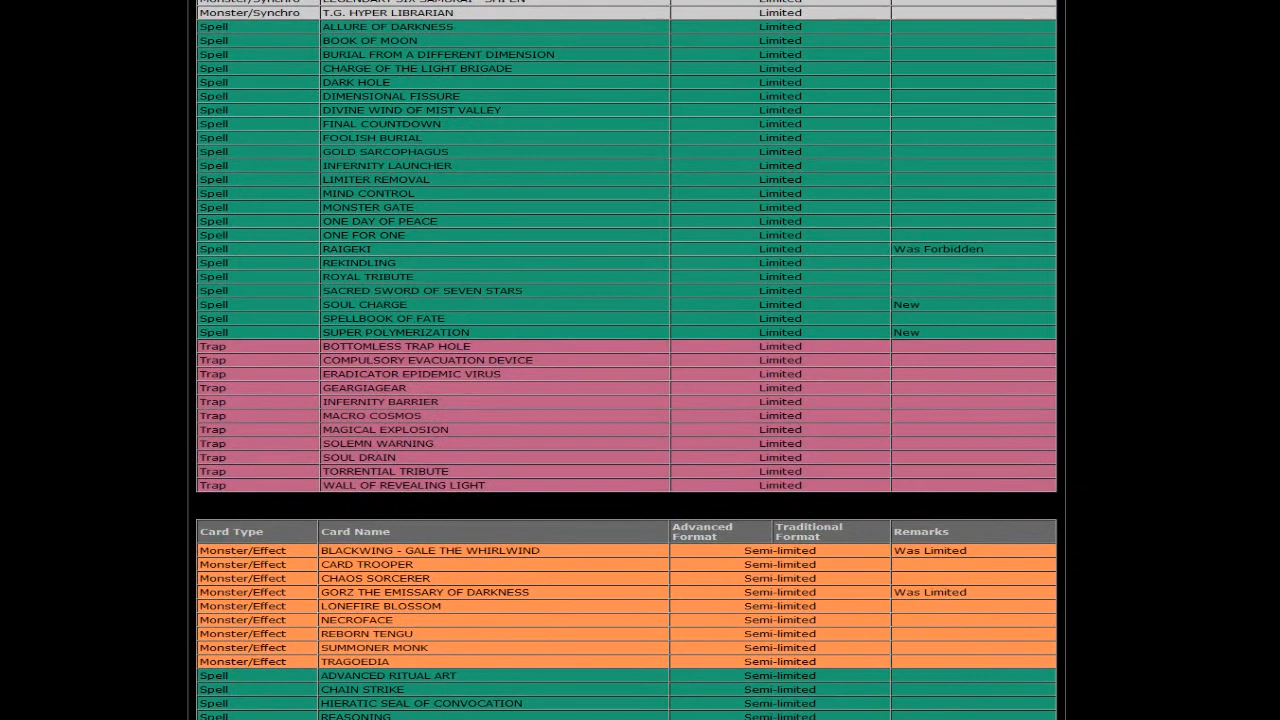 Monster/Synchro LEGENDARY SIX SAMURAI - SHI EN Limited
Monster/Synchro T.G. HYPER LIBRARIAN Limited
Spell ALLURE OF DARKNESS Limited
Spell BOOK OF MOON Limited
Spell BURIAL FROM A DIFFERENT DIMENSION Limited
Spell CHARGE OF THE LIGHT BRIGADE Limited
Spell DARK HOLE Limited
Spell DIMENSIONAL FISSURE Limited
Spell DIVINE WIND OF MIST VALLEY Limited
Spell FINAL COUNTDOWN Limited
Spell FOOLISH BURIAL Limited
Spell GOLD SARCOPHAGUS Limited
Spell INFERNITY LAUNCHER Limited
Spell LIMITER REMOVAL Limited
Spell MIND CONTROL Limited
Spell MONSTER GATE Limited
Spell ONE DAY OF PEACE Limited
Spell ONE FOR ONE Limited
Spell RAIGEKI Limited Was Forbidden
Spell REKINDLING Limited
Spell ROYAL TRIBUTE Limited
Spell SACRED SWORD OF SEVEN STARS Limited
Spell SOUL CHARGE Limited New
Spell SPELLBOOK OF FATE Limited
Spell SUPER POLYMERIZATION Limited New
Trap BOTTOMLESS TRAP HOLE Limited
Trap COMPULSORY EVACUATION DEVICE Limited
Trap ERADICATOR EPIDEMIC VIRUS Limited
Trap GEARGIAGEAR Limited
Trap INFERNITY BARRIER Limited
Trap MACRO COSMOS Limited
Trap MAGICAL EXPLOSION Limited
Trap SOLEMN WARNING Limited
Trap SOUL DRAIN Limited
Trap TORRENTIAL TRIBUTE Limited
Trap WALL OF REVEALING LIGHT Limited
Card Type Card Name Advanced Format Traditional Format Remarks
Monster/Effect BLACKWING - GALE THE WHIRLWIND Semi-limited Was Limited
Monster/Effect CARD TROOPER Semi-limited
Monster/Effect CHAOS SORCERER Semi-limited
Monster/Effect GORZ THE EMISSARY OF DARKNESS Semi-limited Was Limited
Monster/Effect LONEFIRE BLOSSOM Semi-limited
Monster/Effect NECROFACE Semi-limited
Monster/Effect REBORN TENGU Semi-limited
Monster/Effect SUMMONER MONK Semi-limited
Monster/Effect TRAGOEDIA Semi-limited
Spell ADVANCED RITUAL ART Semi-limited
Spell CHAIN STRIKE Semi-limited
Spell HIERATIC SEAL OF CONVOCATION Semi-limited
Spell REASONING Semi-limited